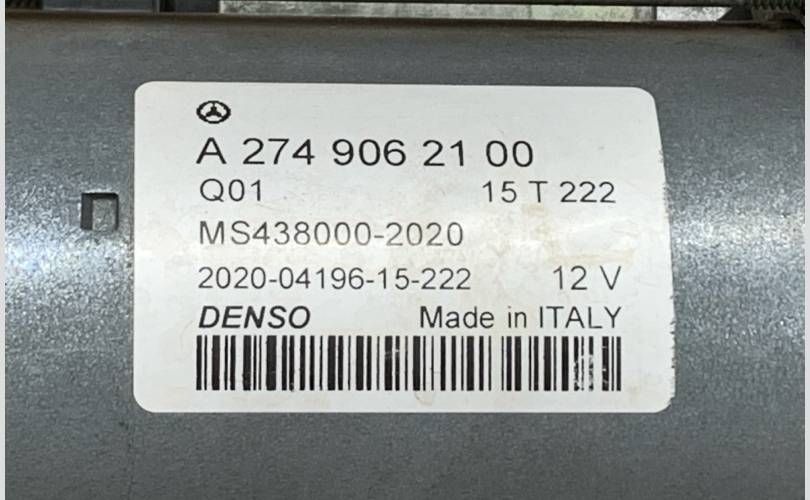 A 274 906 21 00
Q01 15 T 222
MS438000-2020
2020-04196-15-222 12 V
DENSO Made in ITALY